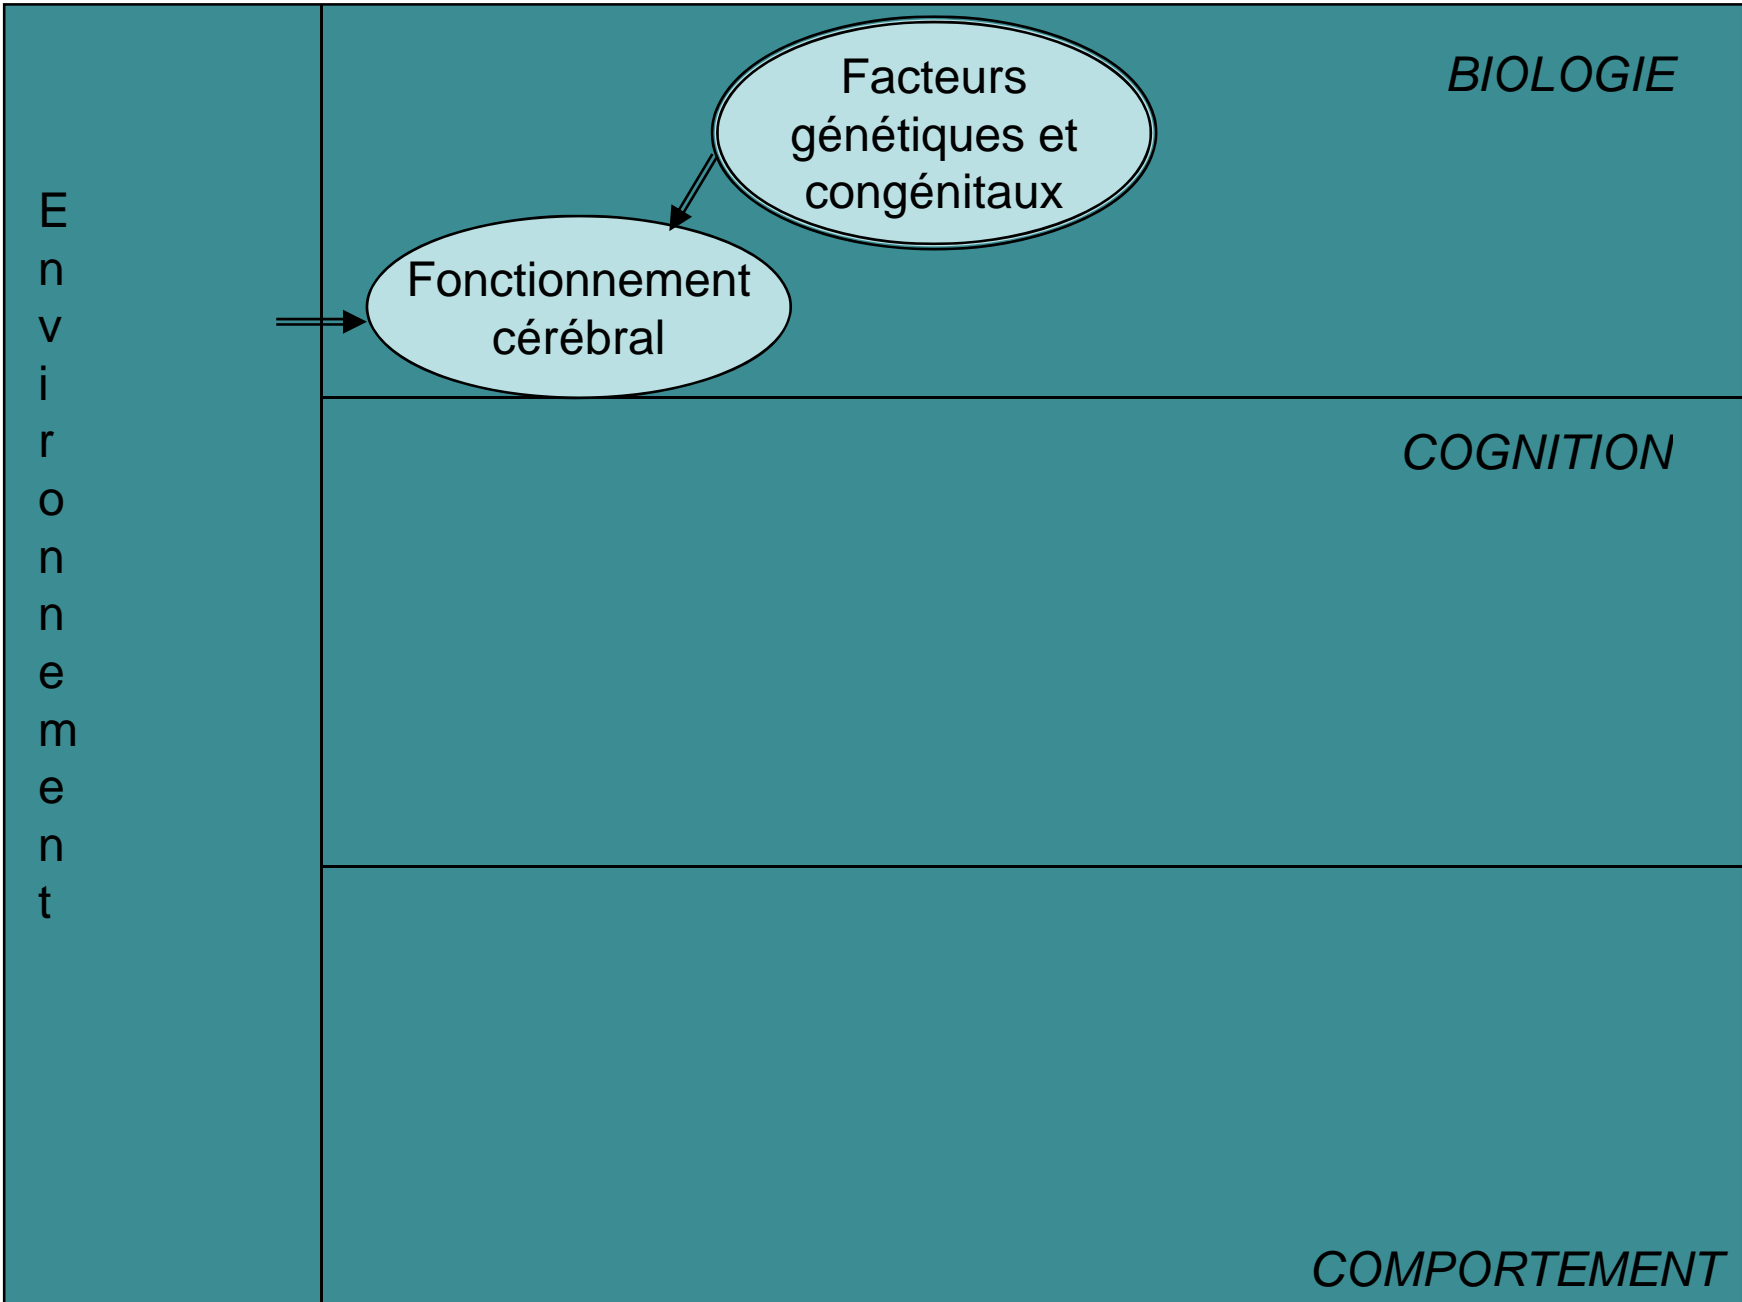 E
n
v
i
r
o
n
n
e
m
e
n
t
Facteurs
génétiques et
congénitaux
BIOLOGIE
Fonctionnement
cérébral
COGNITION
COMPORTEMENT